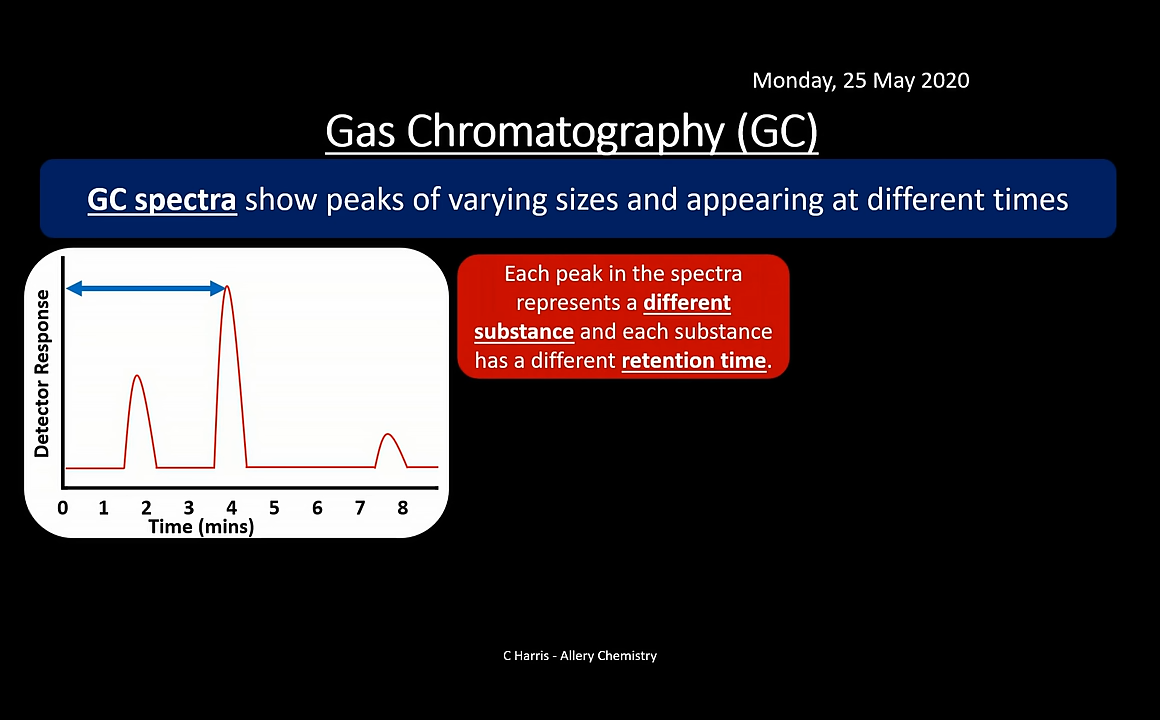 Monday, 25 May 2020
Gas Chromatography (GC)
GC spectra show peaks of varying sizes and appearing at different times
Each peak in the spectra
represents a different
substance and each substance
has a different retention time.
Detector Response
0 1 2 3 4 5 6 7 8
Time (mins)
C Harris - Allery Chemistry